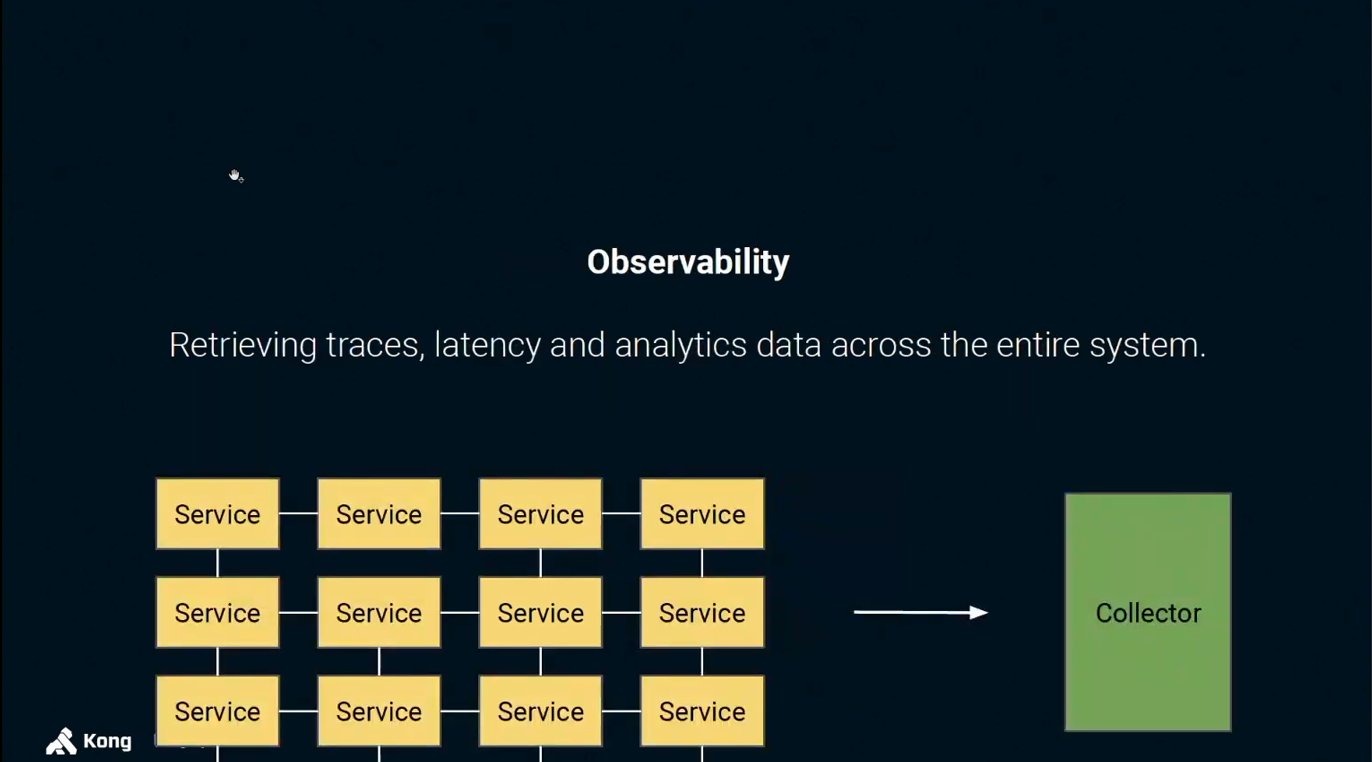 Observability
Retrieving traces, latency and analytics data across the entire system.
Service Service Service Service
Service Service Service Service
Collector
Service Service Service Service
Kong